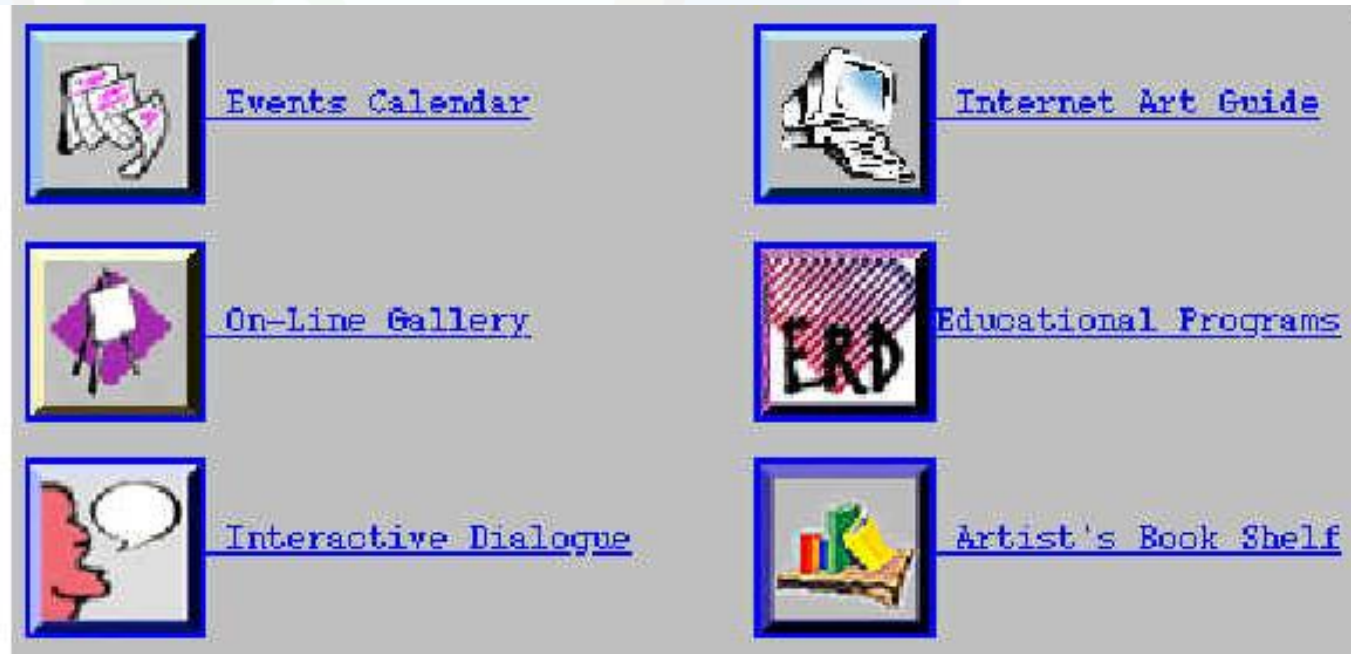 Events Calendar
Internet Art Guide
On-Line Gallery
ERD
Educational Programs
Interactive Dialogue
Artist's Book Shelf